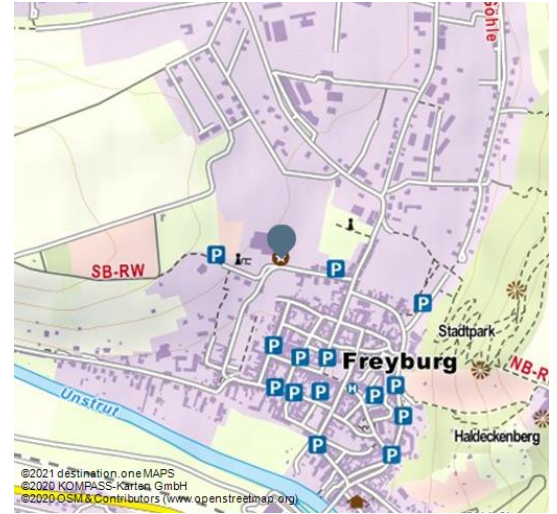 Söhle
P
P
SB-RW
P
Stadtpark
P
P
P
Freyburg
NB-R
P
P
P
H
P
P
P
Unstrut
Haldeckenberg
P
P
©2021 destination.one MAPS
©2020 KOMPASS-Karten GmbH
©2020 OSM & Contributors (www.openstreetmap.org)